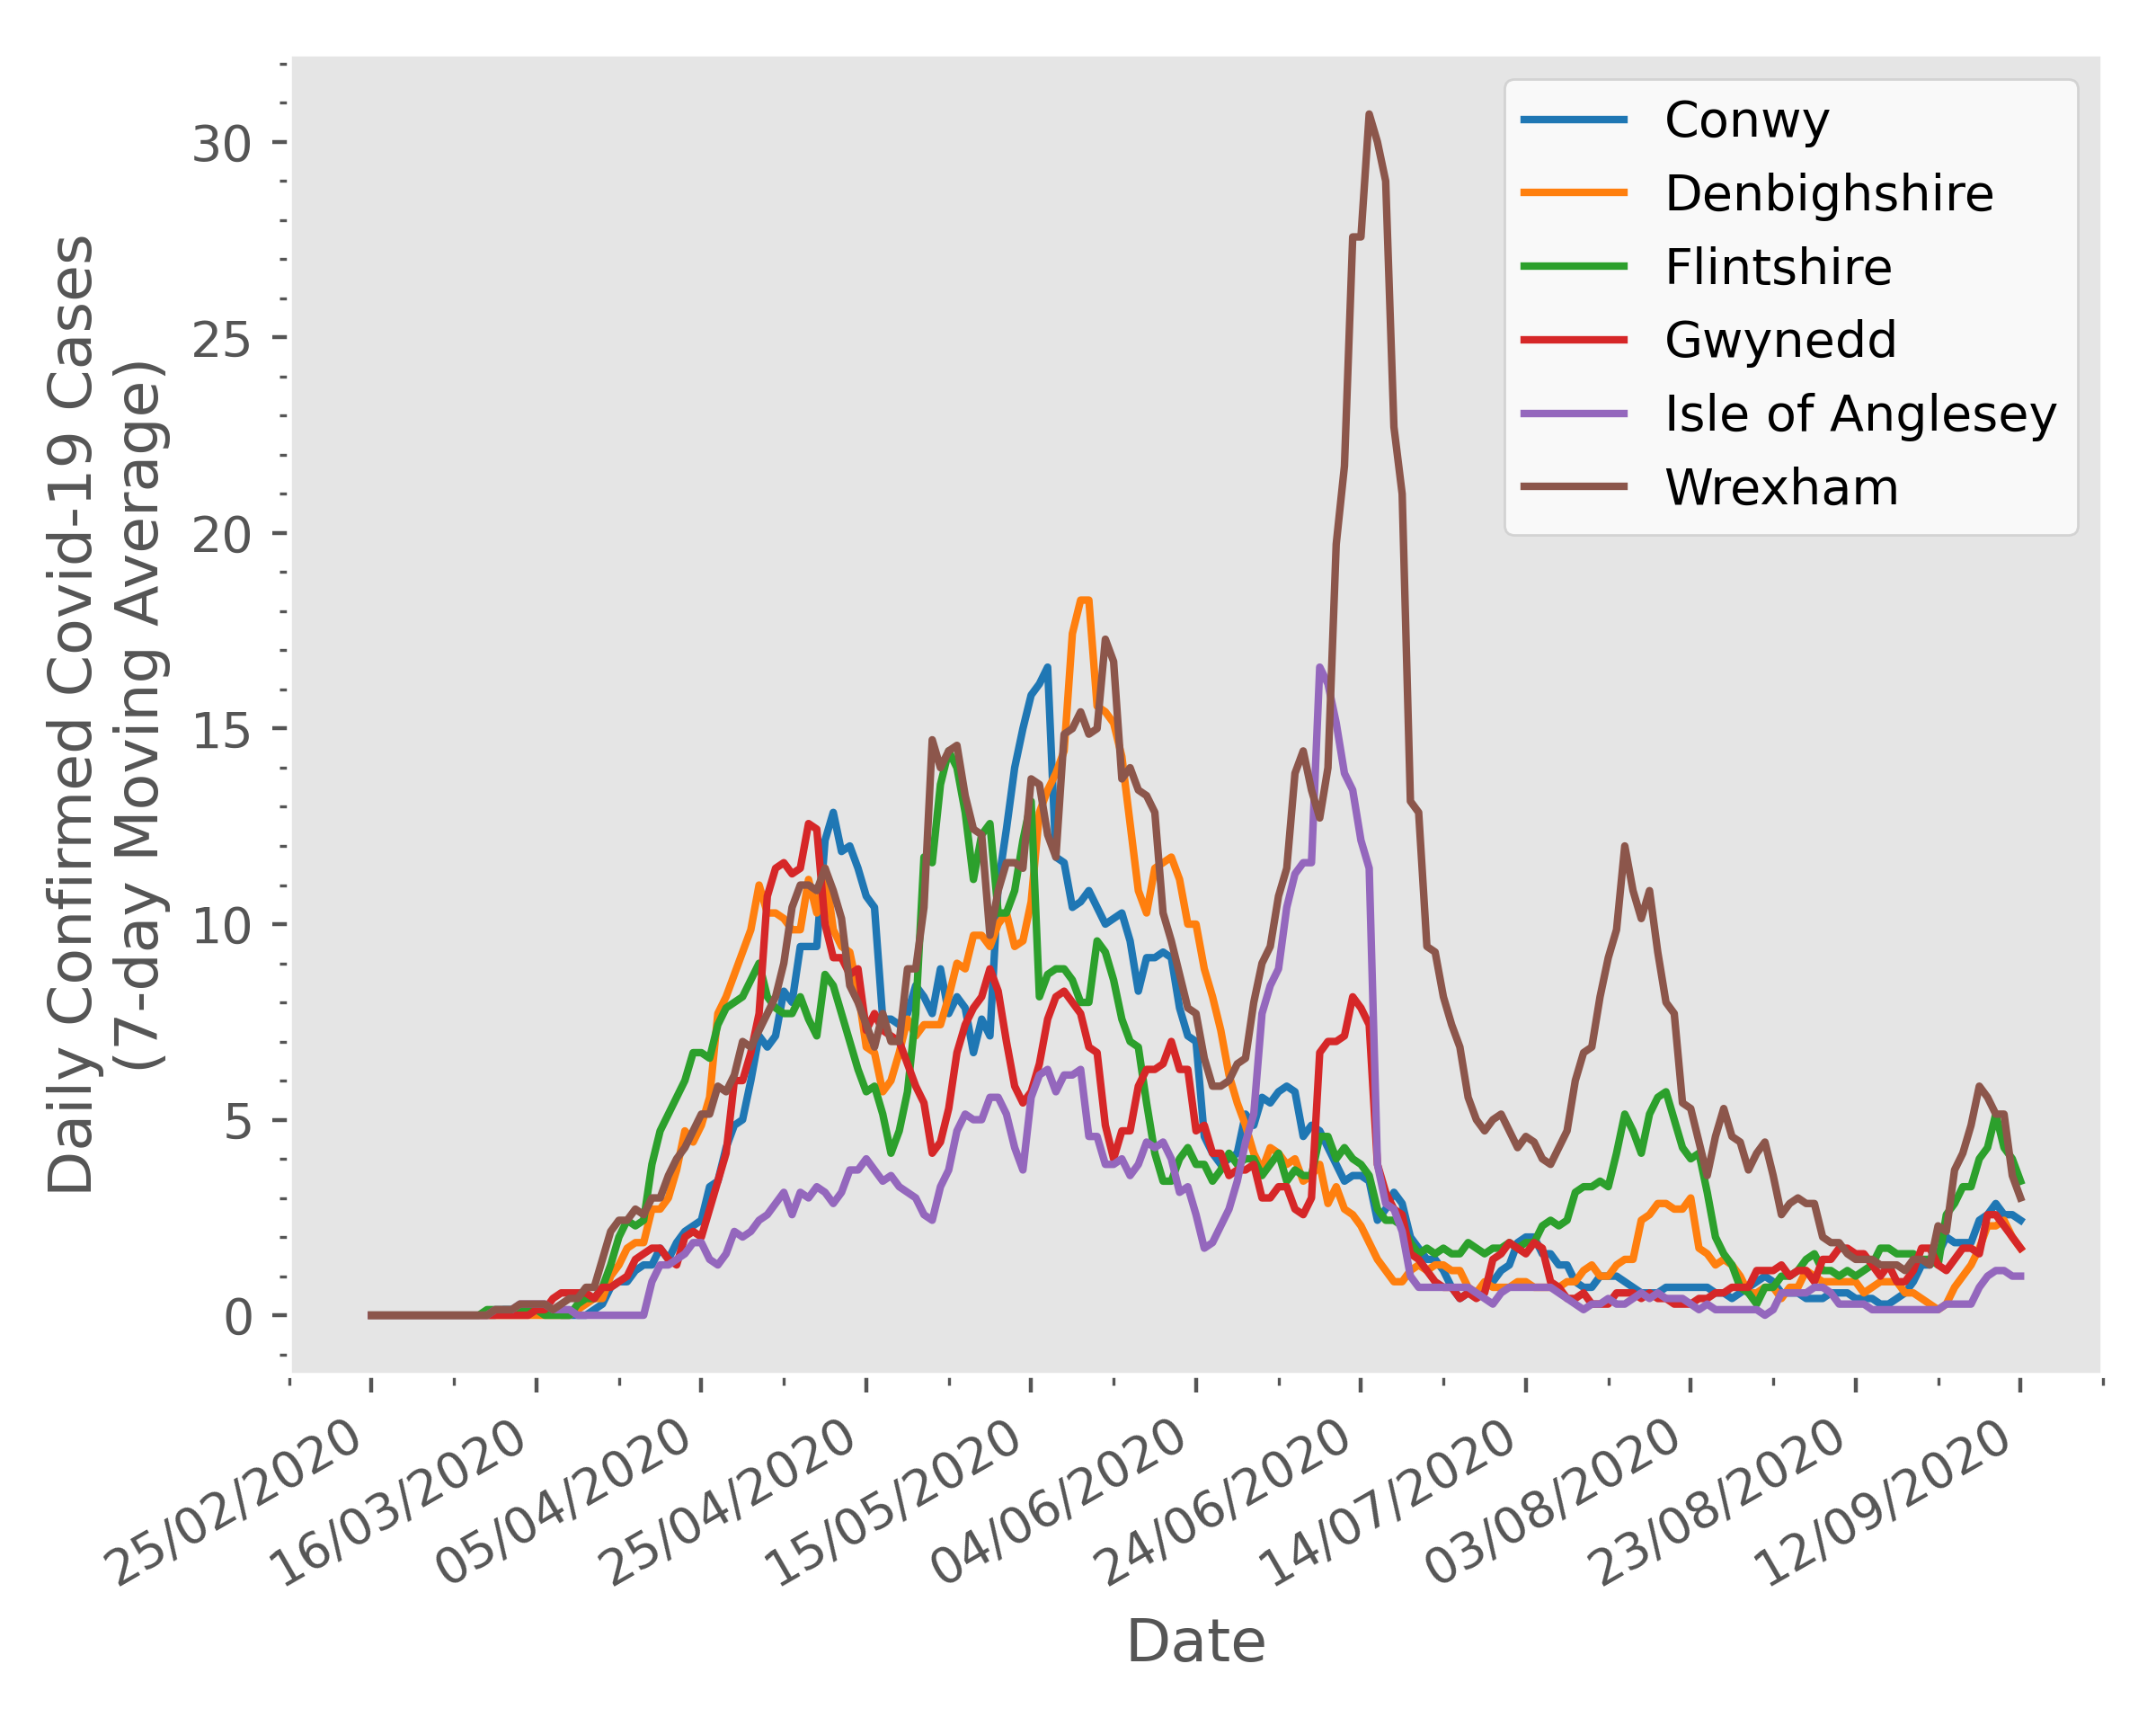 Daily Confirmed Covid-19 Cases
(7-day Moving Average)
30
25
20
15
10
5
0
Conwy
Denbighshire
Flintshire
Gwynedd
Isle of Anglesey
Wrexham
25/02/2020
16/03/2020
05/04/2020
25/04/2020
15/05/2020
04/06/2020
24/06/2020
14/07/2020
03/08/2020
23/08/2020
12/09/2020
Date